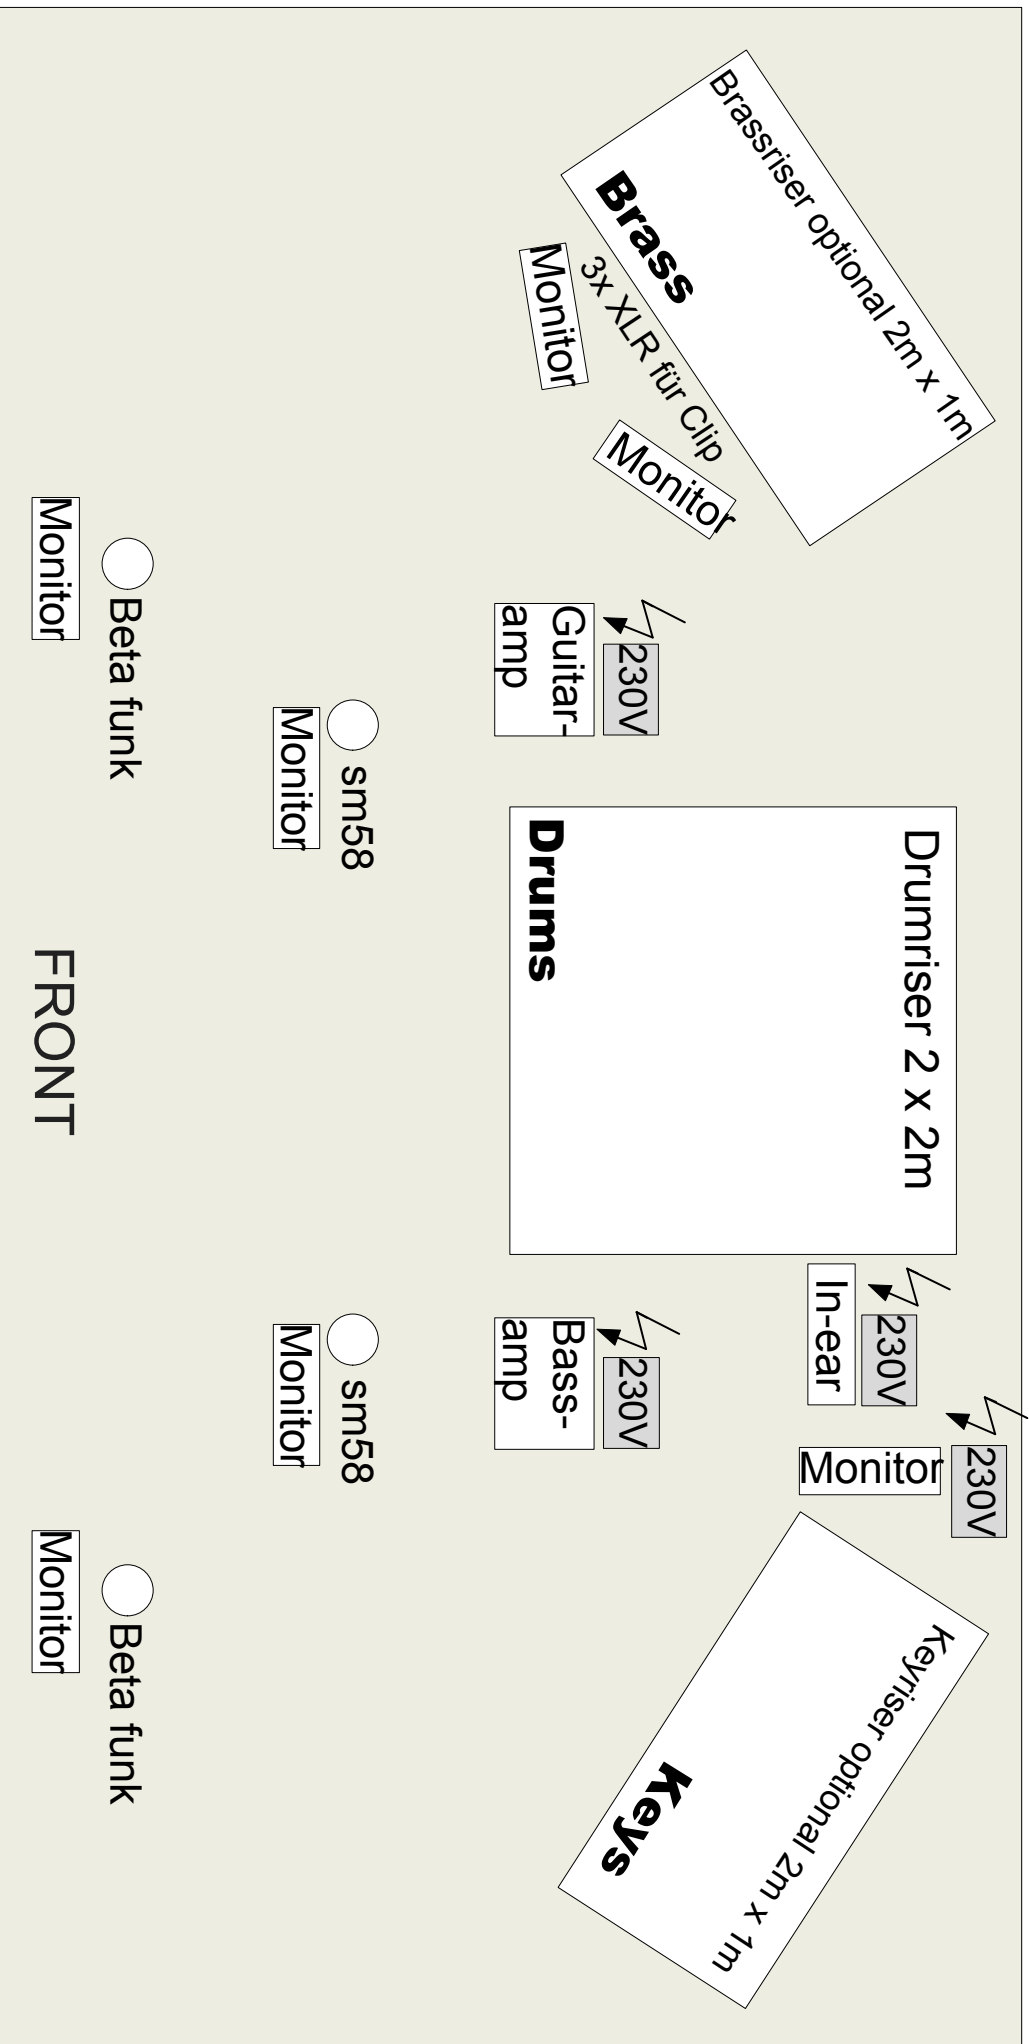 Brassriser optional 2m x 1m
Brass
3x XLR für Clip
Monitor
Monitor
Drumriser 2 x 2m
Drums
230V
Guitar-
amp
230V
In-ear
230V
Monitor
230V
Bass-
amp
Keyriser optional 2m x 1m
Keys
sm58
Monitor
sm58
Monitor
Beta funk
Monitor
Beta funk
Monitor
FRONT